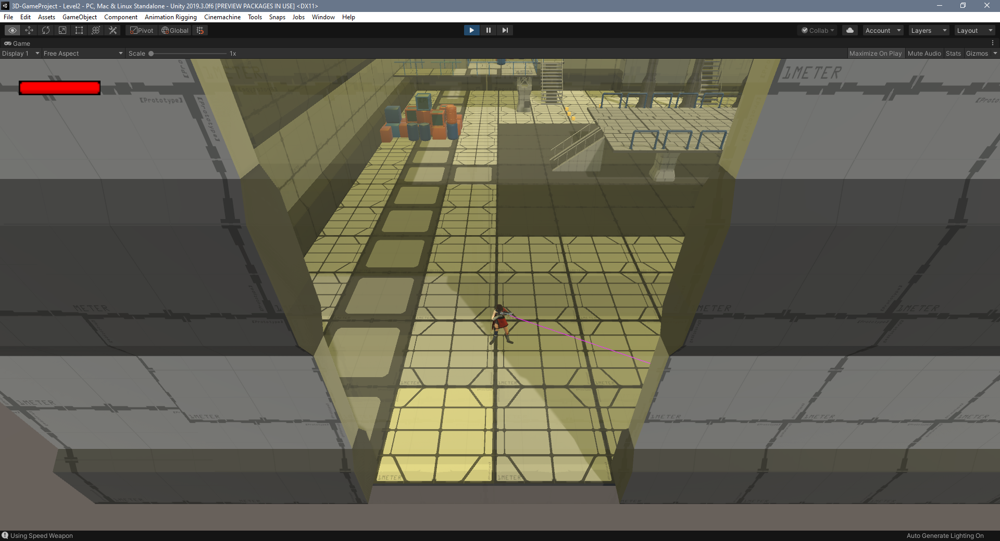 3D-GameProject - Level2 - PC, Mac & Linux Standalone - Unity 2019.3.0f6 [PREVIEW PACKAGES IN USE] <DX11>
File Edit Assets GameObject Component Animation Rigging Cinemachine Tools Snaps Jobs Window Help
Pivot Global Collab Account Layers Layout
Game
Display 1 Free Aspect Scale 1x Maximize On Play Mute Audio Stats Gizmos
1METER
[Prototype]
[Prototype]
METER
METER
1METER
1METER
1METER
1METER
1METER
1METER
1METER
1METER
1METER
Using Speed Weapon Auto Generate Lighting On